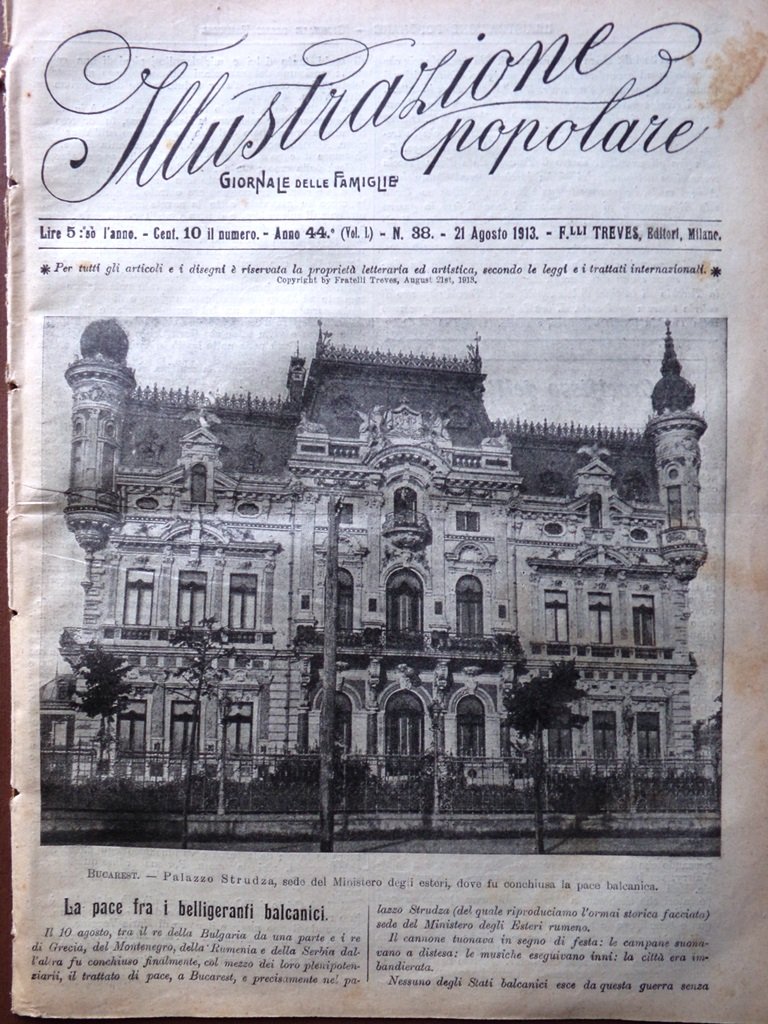 Illustrazione
popolare
GIORNALE DELLE FAMIGLIE
Lire 5:50 l'anno. - Cent. 10 il numero. - Anno 44.° (Vol. I.) - N. 38. - 21 Agosto 1913. - F.LLI TREVES, Editori, Milano.
* Per tutti gli articoli e i disegni è riservata la proprietà letteraria ed artistica, secondo le leggi e i trattati internazionali. *
Copyright by Fratelli Treves, August 21st, 1913.
BUCAREST. — Palazzo Strudza, sede del Ministero degli esteri, dove fu conchiusa la pace balcanica.
La pace fra i belligeranti balcanici.
Il 10 agosto, tra il re della Bulgaria da una parte e i re
di Grecia, del Montenegro, della Rumenia e della Serbia dal-
l'altra fu conchiuso finalmente, col mezzo dei loro plenipoten-
ziarii, il trattato di pace, a Bucarest, e precisamente nel pa-
lazzo Strudza (del quale riproduciamo l'ormai storica facciata)
sede del Ministero degli Esteri rumeno.
Il cannone tuonava in segno di festa: le campane suona-
vano a distesa: le musiche eseguivano inni: la città era im-
bandierata.
Nessuno degli Stati balcanici esce da questa guerra senza